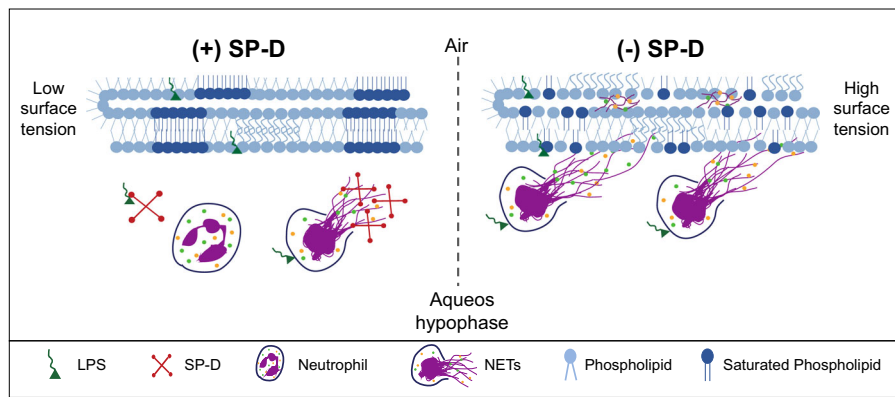 (+) SP-D
Air
(-) SP-D
Low
surface
tension
High
surface
tension
Aqueos
hypophase
LPS
SP-D
Neutrophil
NETs
Phospholipid
Saturated Phospholipid